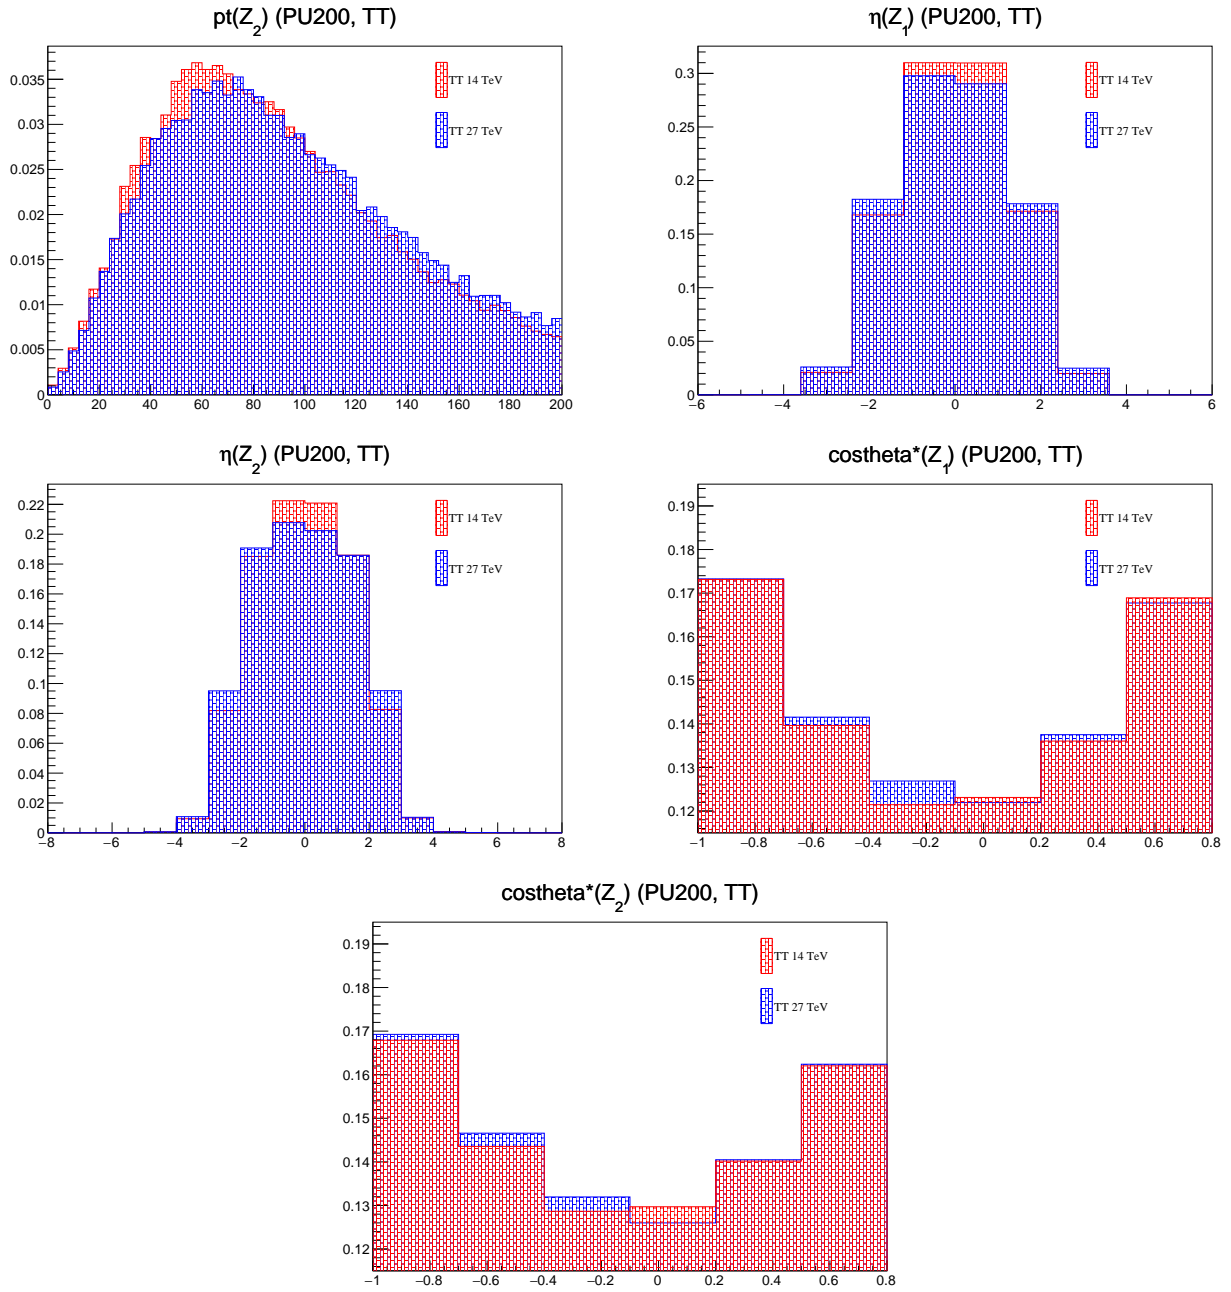 pt(Z2) (PU200, TT)
TT 14 TeV
TT 27 TeV
0.035
0.03
0.025
0.02
0.015
0.01
0.005
0
0 20 40 60 80 100 120 140 160 180 200
η(Z1) (PU200, TT)
TT 14 TeV
TT 27 TeV
0.3
0.25
0.2
0.15
0.1
0.05
0
−6 −4 −2 0 2 4 6
η(Z2) (PU200, TT)
TT 14 TeV
TT 27 TeV
0.22
0.2
0.18
0.16
0.14
0.12
0.1
0.08
0.06
0.04
0.02
0
−8 −6 −4 −2 0 2 4 6 8
costheta*(Z1) (PU200, TT)
TT 14 TeV
TT 27 TeV
0.19
0.18
0.17
0.16
0.15
0.14
0.13
0.12
−1 −0.8 −0.6 −0.4 −0.2 0 0.2 0.4 0.6 0.8
costheta*(Z2) (PU200, TT)
TT 14 TeV
TT 27 TeV
0.19
0.18
0.17
0.16
0.15
0.14
0.13
0.12
−1 −0.8 −0.6 −0.4 −0.2 0 0.2 0.4 0.6 0.8